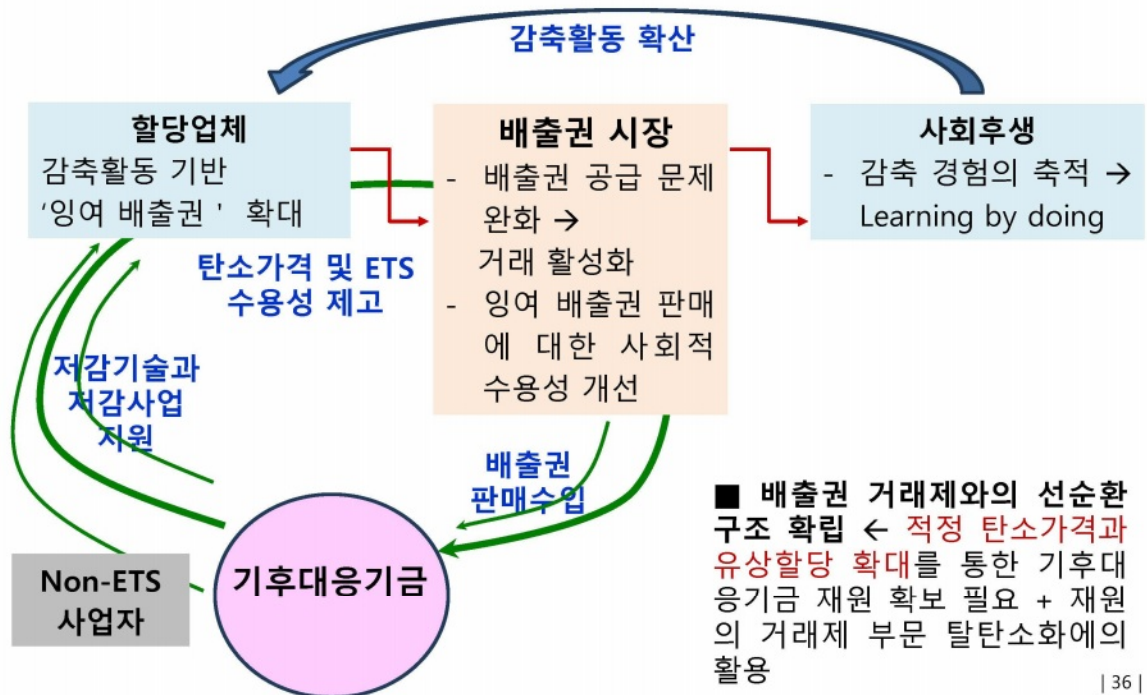 감축활동 확산
할당업체
감축활동 기반
‘잉여 배출권 ' 확대
배출권 시장
- 배출권 공급 문제
완화 →
거래 활성화
- 잉여 배출권 판매
에 대한 사회적
수용성 개선
사회후생
- 감축 경험의 축적 →
Learning by doing
탄소가격 및 ETS
수용성 제고
저감기술과
저감사업
지원
배출권
판매수입
기후대응기금
Non-ETS
사업자
■ 배출권 거래제와의 선순환
구조 확립 ← 적정 탄소가격과
유상할당 확대를 통한 기후대
응기금 재원 확보 필요 + 재원
의 거래제 부문 탈탄소화에의
활용
| 36 |